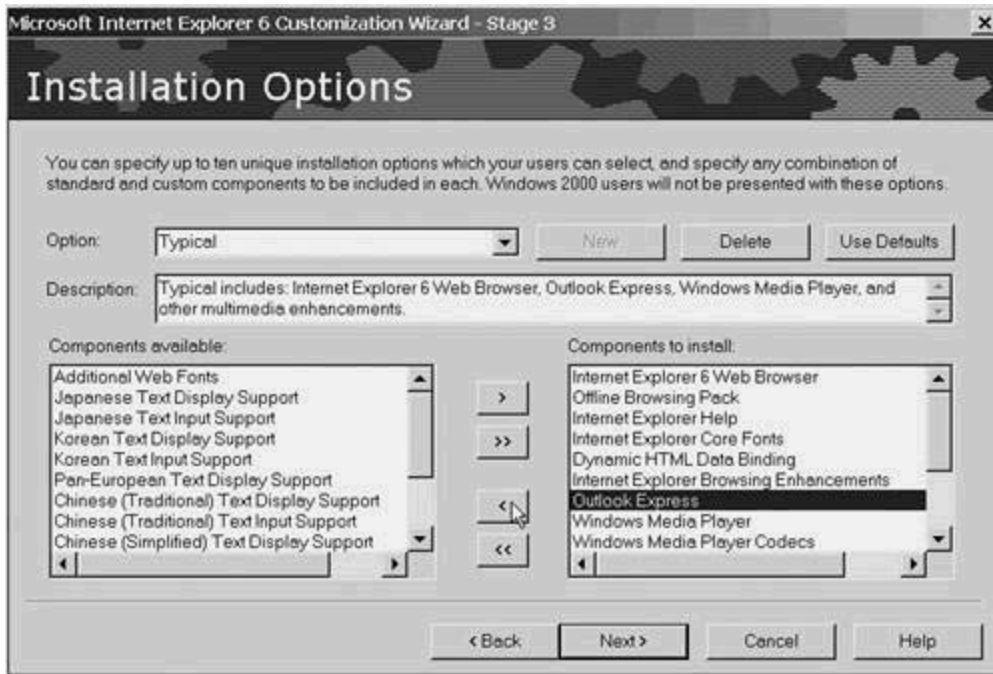 Microsoft Internet Explorer 6 Customization Wizard - Stage 3
Installation Options
You can specify up to ten unique installation options which your users can select, and specify any combination of
standard and custom components to be included in each. Windows 2000 users will not be presented with these options.
Option: Typical New Delete Use Defaults
Description: Typical includes: Internet Explorer 6 Web Browser, Outlook Express, Windows Media Player, and
other multimedia enhancements.
Components available:
Additional Web Fonts
Japanese Text Display Support
Japanese Text Input Support
Korean Text Display Support
Korean Text Input Support
Pan-European Text Display Support
Chinese (Traditional) Text Display Support
Chinese (Traditional) Text Input Support
Chinese (Simplified) Text Display Support
>
>>
<
<<
Components to install:
Internet Explorer 6 Web Browser
Offline Browsing Pack
Internet Explorer Help
Internet Explorer Core Fonts
Dynamic HTML Data Binding
Internet Explorer Browsing Enhancements
Outlook Express
Windows Media Player
Windows Media Player Codecs
< Back Next > Cancel Help